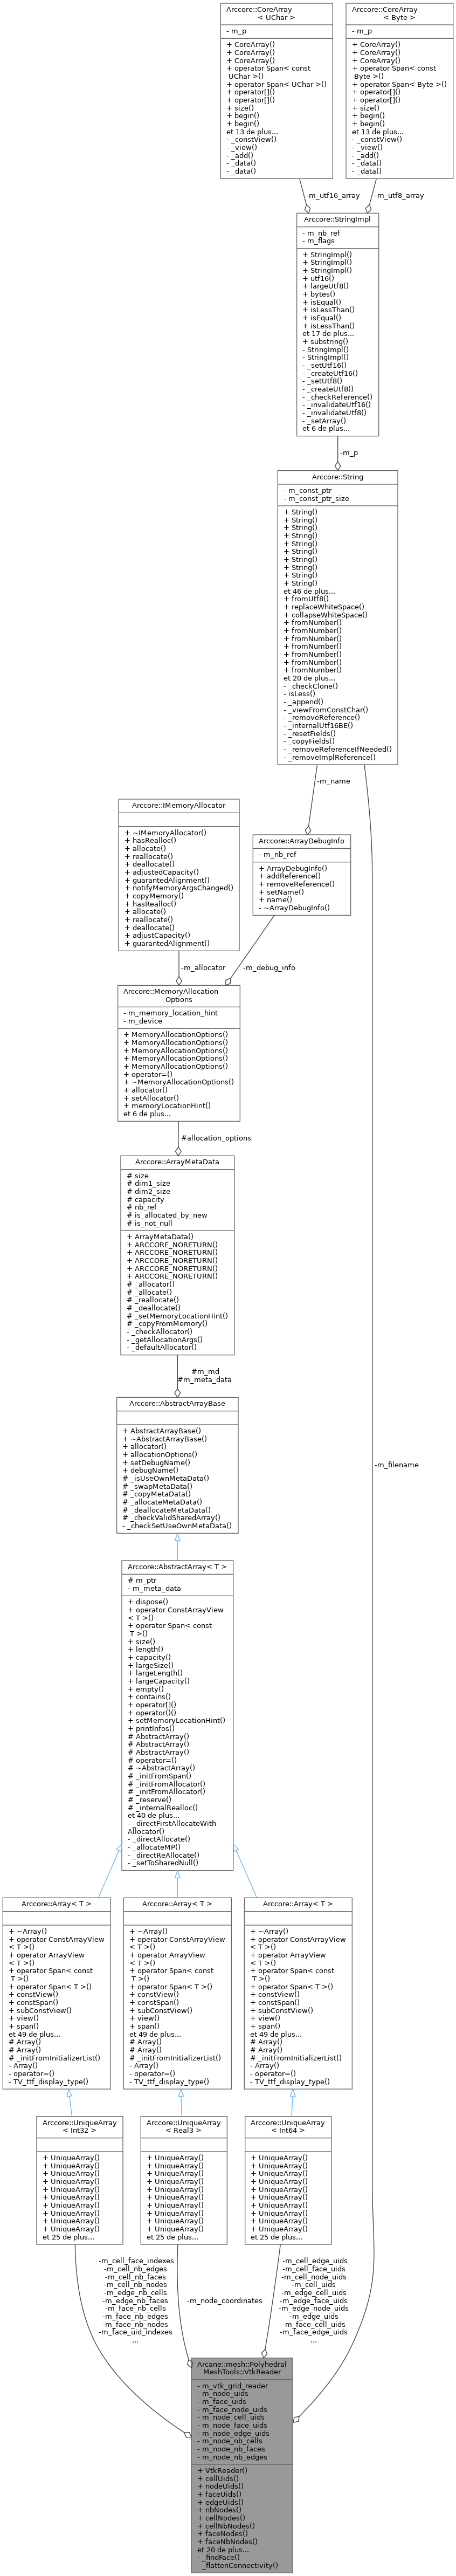 Arccore::CoreArray
< UChar >
- m_p
+ CoreArray()
+ CoreArray()
+ CoreArray()
+ operator Span< const
UChar >()
+ operator Span< UChar >()
+ operator[]()
+ operator[]()
+ size()
+ begin()
+ begin()
et 13 de plus...
- _constView()
- _view()
- _add()
- _data()
- _data()
Arccore::CoreArray
< Byte >
- m_p
+ CoreArray()
+ CoreArray()
+ CoreArray()
+ operator Span< const
Byte >()
+ operator Span< Byte >()
+ operator[]()
+ operator[]()
+ size()
+ begin()
+ begin()
et 13 de plus...
- _constView()
- _view()
- _add()
- _data()
- _data()
-m_utf16_array
-m_utf8_array
Arccore::StringImpl
- m_nb_ref
- m_flags
+ StringImpl()
+ StringImpl()
+ StringImpl()
+ utf16()
+ largeUtf8()
+ bytes()
+ isEqual()
+ isLessThan()
+ isEqual()
+ isLessThan()
et 17 de plus...
+ substring()
- StringImpl()
- StringImpl()
- _setUtf16()
- _createUtf16()
- _setUtf8()
- _createUtf8()
- _checkReference()
- _invalidateUtf16()
- _invalidateUtf8()
- _setArray()
et 6 de plus...
-m_p
Arccore::String
- m_const_ptr
- m_const_ptr_size
+ String()
+ String()
+ String()
+ String()
+ String()
+ String()
+ String()
+ String()
+ String()
+ String()
et 46 de plus...
+ fromUtf8()
+ replaceWhiteSpace()
+ collapseWhiteSpace()
+ fromNumber()
+ fromNumber()
+ fromNumber()
+ fromNumber()
+ fromNumber()
+ fromNumber()
+ fromNumber()
et 20 de plus...
- _checkClone()
- isLess()
- _append()
- _viewFromConstChar()
- _removeReference()
- _internalUtf16BE()
- _resetFields()
- _copyFields()
- _removeReferenceIfNeeded()
- _removeImplReference()
-m_name
Arccore::IMemoryAllocator
+ ~IMemoryAllocator()
+ hasRealloc()
+ allocate()
+ reallocate()
+ deallocate()
+ adjustedCapacity()
+ guarantedAlignment()
+ notifyMemoryArgsChanged()
+ copyMemory()
+ hasRealloc()
+ allocate()
+ reallocate()
+ deallocate()
+ adjustCapacity()
+ guarantedAlignment()
Arccore::ArrayDebugInfo
- m_nb_ref
+ ArrayDebugInfo()
+ addReference()
+ removeReference()
+ setName()
+ name()
- ~ArrayDebugInfo()
-m_allocator
-m_debug_info
Arccore::MemoryAllocation
Options
- m_memory_location_hint
- m_device
+ MemoryAllocationOptions()
+ MemoryAllocationOptions()
+ MemoryAllocationOptions()
+ MemoryAllocationOptions()
+ MemoryAllocationOptions()
+ operator=()
+ ~MemoryAllocationOptions()
+ allocator()
+ setAllocator()
+ memoryLocationHint()
et 6 de plus...
#allocation_options
Arccore::ArrayMetaData
# size
# dim1_size
# dim2_size
# capacity
# nb_ref
# is_allocated_by_new
# is_not_null
+ ArrayMetaData()
+ ARCCORE_NORETURN()
+ ARCCORE_NORETURN()
+ ARCCORE_NORETURN()
+ ARCCORE_NORETURN()
+ ARCCORE_NORETURN()
# _allocator()
# _allocate()
# _reallocate()
# _deallocate()
# _setMemoryLocationHint()
# _copyFromMemory()
- _checkAllocator()
- _getAllocationArgs()
- _defaultAllocator()
#m_md
#m_meta_data
Arccore::AbstractArrayBase
+ AbstractArrayBase()
+ ~AbstractArrayBase()
+ allocator()
+ allocationOptions()
+ setDebugName()
+ debugName()
# _isUseOwnMetaData()
# _swapMetaData()
# _copyMetaData()
# _allocateMetaData()
# _deallocateMetaData()
# _checkValidSharedArray()
- _checkSetUseOwnMetaData()
-m_filename
Arccore::AbstractArray< T >
# m_ptr
- m_meta_data
+ dispose()
+ operator ConstArrayView
< T >()
+ operator Span< const
T >()
+ size()
+ length()
+ capacity()
+ largeSize()
+ largeLength()
+ largeCapacity()
+ empty()
+ contains()
+ operator[]()
+ operator()()
+ setMemoryLocationHint()
+ printInfos()
# AbstractArray()
# AbstractArray()
# AbstractArray()
# operator=()
# ~AbstractArray()
# _initFromSpan()
# _initFromAllocator()
# _initFromAllocator()
# _reserve()
# _internalRealloc()
et 40 de plus...
- _directFirstAllocateWith
Allocator()
- _directAllocate()
- _allocateMP()
- _directReAllocate()
- _setToSharedNull()
Arccore::Array< T >
+ ~Array()
+ operator ConstArrayView
< T >()
+ operator ArrayView
< T >()
+ operator Span< const
T >()
+ operator Span< T >()
+ constView()
+ constSpan()
+ subConstView()
+ view()
+ span()
et 49 de plus...
# Array()
# Array()
# _initFromInitializerList()
- Array()
- operator=()
- TV_ttf_display_type()
Arccore::Array< T >
+ ~Array()
+ operator ConstArrayView
< T >()
+ operator ArrayView
< T >()
+ operator Span< const
T >()
+ operator Span< T >()
+ constView()
+ constSpan()
+ subConstView()
+ view()
+ span()
et 49 de plus...
# Array()
# Array()
# _initFromInitializerList()
- Array()
- operator=()
- TV_ttf_display_type()
Arccore::Array< T >
+ ~Array()
+ operator ConstArrayView
< T >()
+ operator ArrayView
< T >()
+ operator Span< const
T >()
+ operator Span< T >()
+ constView()
+ constSpan()
+ subConstView()
+ view()
+ span()
et 49 de plus...
# Array()
# Array()
# _initFromInitializerList()
- Array()
- operator=()
- TV_ttf_display_type()
Arccore::UniqueArray
< Int32 >
+ UniqueArray()
+ UniqueArray()
+ UniqueArray()
+ UniqueArray()
+ UniqueArray()
+ UniqueArray()
+ UniqueArray()
+ UniqueArray()
+ UniqueArray()
+ UniqueArray()
et 25 de plus...
Arccore::UniqueArray
< Real3 >
+ UniqueArray()
+ UniqueArray()
+ UniqueArray()
+ UniqueArray()
+ UniqueArray()
+ UniqueArray()
+ UniqueArray()
+ UniqueArray()
+ UniqueArray()
+ UniqueArray()
et 25 de plus...
Arccore::UniqueArray
< Int64 >
+ UniqueArray()
+ UniqueArray()
+ UniqueArray()
+ UniqueArray()
+ UniqueArray()
+ UniqueArray()
+ UniqueArray()
+ UniqueArray()
+ UniqueArray()
+ UniqueArray()
et 25 de plus...
-m_cell_face_indexes
-m_cell_nb_edges
-m_cell_nb_faces
-m_cell_nb_nodes
-m_edge_nb_cells
-m_edge_nb_faces
-m_face_nb_cells
-m_face_nb_edges
-m_face_nb_nodes
-m_face_uid_indexes
...
-m_node_coordinates
-m_cell_edge_uids
-m_cell_face_uids
-m_cell_node_uids
-m_cell_uids
-m_edge_cell_uids
-m_edge_face_uids
-m_edge_node_uids
-m_edge_uids
-m_face_cell_uids
-m_face_edge_uids
...
Arcane::mesh::Polyhedral
MeshTools::VtkReader
- m_vtk_grid_reader
- m_node_uids
- m_face_uids
- m_face_node_uids
- m_node_cell_uids
- m_node_face_uids
- m_node_edge_uids
- m_node_nb_cells
- m_node_nb_faces
- m_node_nb_edges
+ VtkReader()
+ cellUids()
+ nodeUids()
+ faceUids()
+ edgeUids()
+ nbNodes()
+ cellNodes()
+ cellNbNodes()
+ faceNodes()
+ faceNbNodes()
et 20 de plus...
- _findFace()
- _flattenConnectivity()